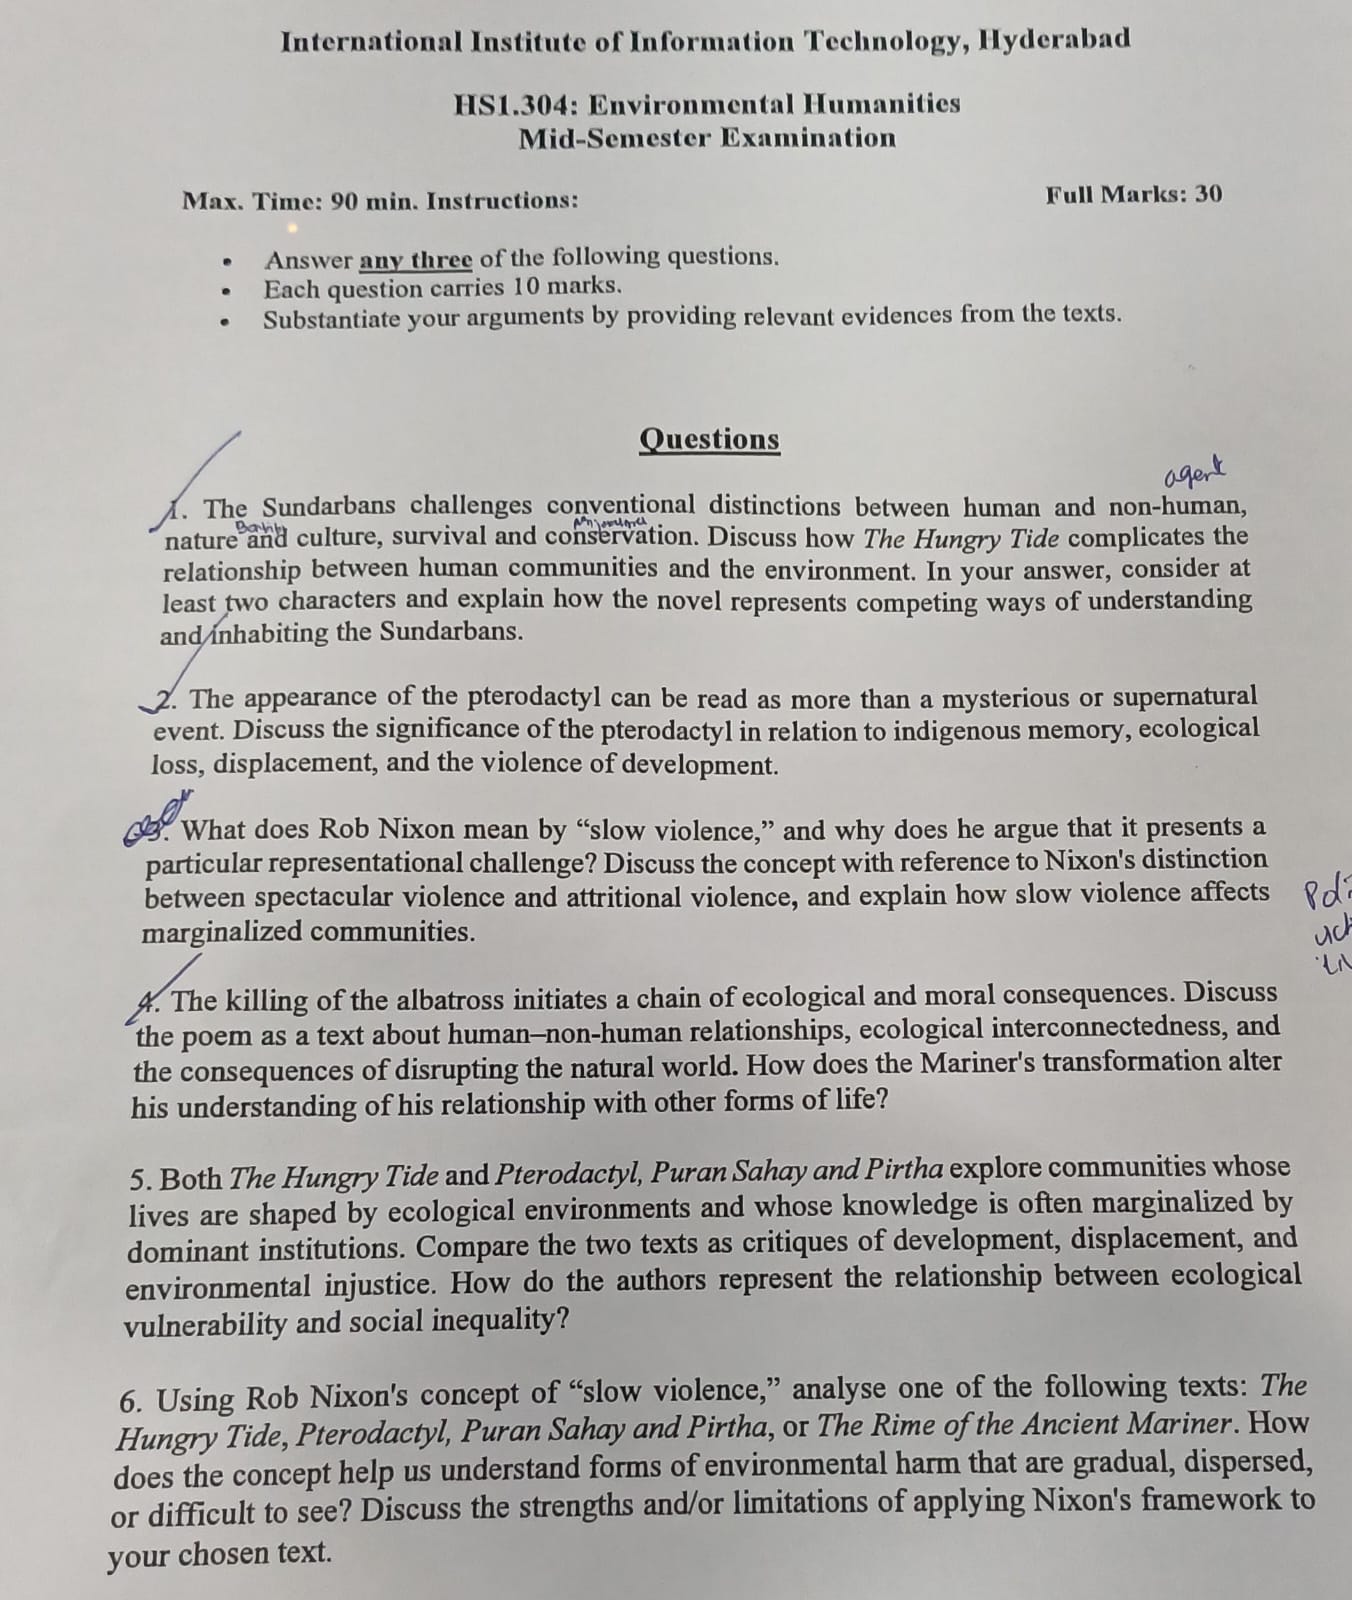 International Institute of Information Technology, Hyderabad
HS1.304: Environmental Humanities
Mid-Semester Examination
Max. Time: 90 min. Instructions:
Full Marks: 30
• Answer any three of the following questions.
• Each question carries 10 marks.
• Substantiate your arguments by providing relevant evidences from the texts.
Questions
agent
1. The Sundarbans challenges conventional distinctions between human and non-human,
nature and culture, survival and conservation. Discuss how The Hungry Tide complicates the
relationship between human communities and the environment. In your answer, consider at
least two characters and explain how the novel represents competing ways of understanding
and inhabiting the Sundarbans.
2. The appearance of the pterodactyl can be read as more than a mysterious or supernatural
event. Discuss the significance of the pterodactyl in relation to indigenous memory, ecological
loss, displacement, and the violence of development.
3. What does Rob Nixon mean by “slow violence,” and why does he argue that it presents a
particular representational challenge? Discuss the concept with reference to Nixon's distinction
between spectacular violence and attritional violence, and explain how slow violence affects
marginalized communities.
4. The killing of the albatross initiates a chain of ecological and moral consequences. Discuss
the poem as a text about human–non-human relationships, ecological interconnectedness, and
the consequences of disrupting the natural world. How does the Mariner's transformation alter
his understanding of his relationship with other forms of life?
5. Both The Hungry Tide and Pterodactyl, Puran Sahay and Pirtha explore communities whose
lives are shaped by ecological environments and whose knowledge is often marginalized by
dominant institutions. Compare the two texts as critiques of development, displacement, and
environmental injustice. How do the authors represent the relationship between ecological
vulnerability and social inequality?
6. Using Rob Nixon's concept of “slow violence,” analyse one of the following texts: The
Hungry Tide, Pterodactyl, Puran Sahay and Pirtha, or The Rime of the Ancient Mariner. How
does the concept help us understand forms of environmental harm that are gradual, dispersed,
or difficult to see? Discuss the strengths and/or limitations of applying Nixon's framework to
your chosen text.